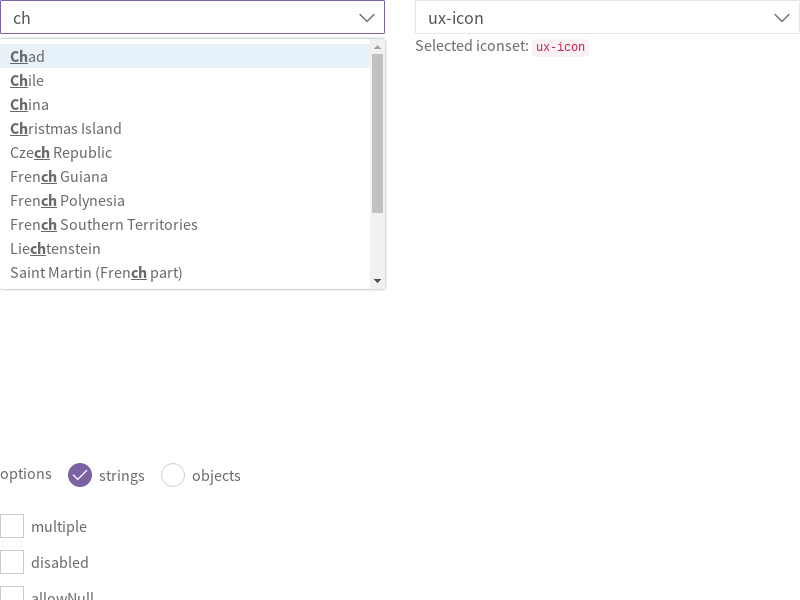 ch
ux-icon
Selected iconset: ux-icon
Chad
Chile
China
Christmas Island
Czech Republic
French Guiana
French Polynesia
French Southern Territories
Liechtenstein
Saint Martin (French part)
options strings objects
multiple
disabled
allowNull